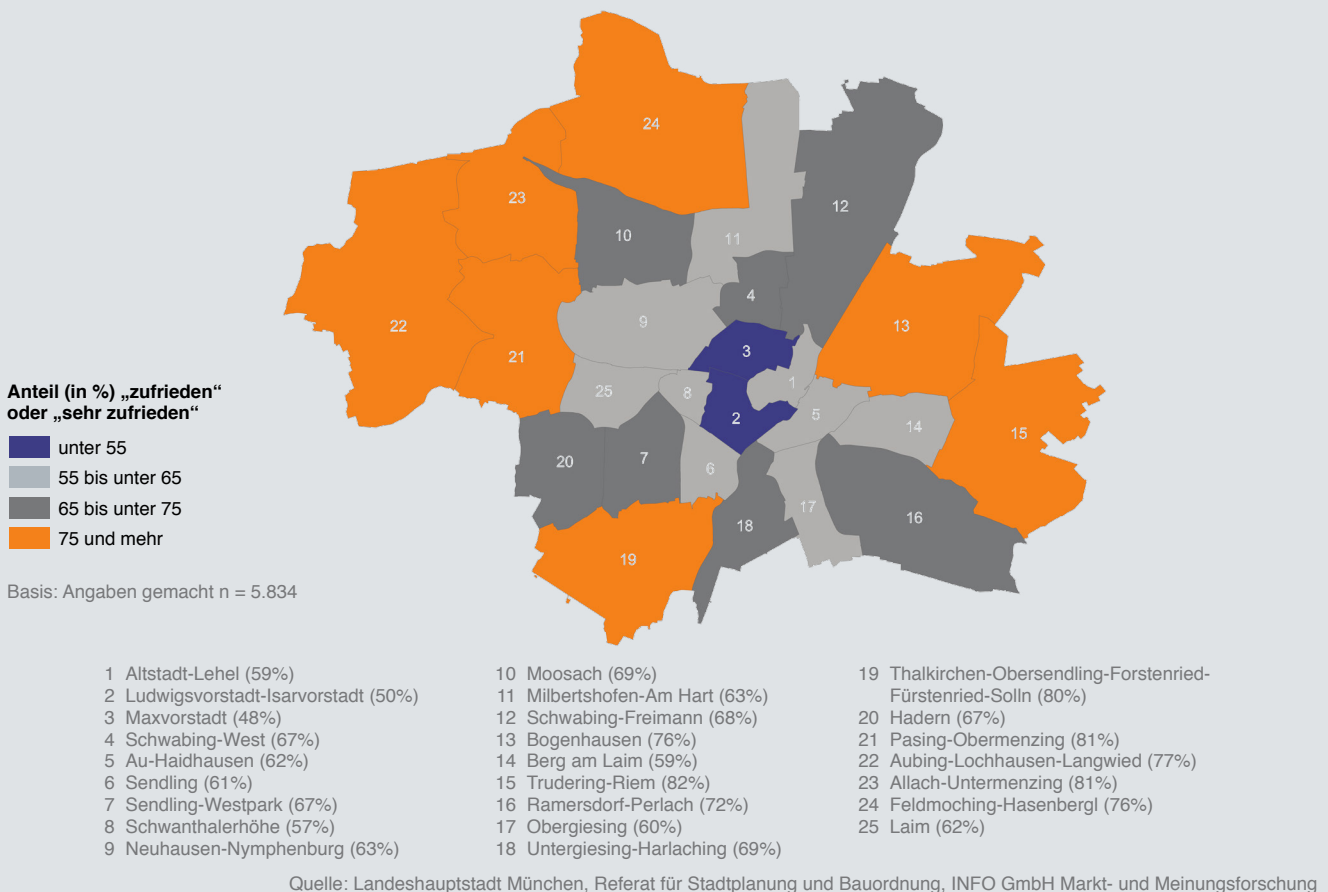 24
23
12
10
11
4
9
13
22
3
21
1
25
8
2
5
14
15
20
7
6
17
16
18
19
Anteil (in %) „zufrieden“
oder „sehr zufrieden“
unter 55
55 bis unter 65
65 bis unter 75
75 und mehr
Basis: Angaben gemacht n = 5.834
1 Altstadt-Lehel (59%)
2 Ludwigsvorstadt-Isarvorstadt (50%)
3 Maxvorstadt (48%)
4 Schwabing-West (67%)
5 Au-Haidhausen (62%)
6 Sendling (61%)
7 Sendling-Westpark (67%)
8 Schwanthalerhöhe (57%)
9 Neuhausen-Nymphenburg (63%)
10 Moosach (69%)
11 Milbertshofen-Am Hart (63%)
12 Schwabing-Freimann (68%)
13 Bogenhausen (76%)
14 Berg am Laim (59%)
15 Trudering-Riem (82%)
16 Ramersdorf-Perlach (72%)
17 Obergiesing (60%)
18 Untergiesing-Harlaching (69%)
19 Thalkirchen-Obersendling-Forstenried-
Fürstenried-Solln (80%)
20 Hadern (67%)
21 Pasing-Obermenzing (81%)
22 Aubing-Lochhausen-Langwied (77%)
23 Allach-Untermenzing (81%)
24 Feldmoching-Hasenbergl (76%)
25 Laim (62%)
Quelle: Landeshauptstadt München, Referat für Stadtplanung und Bauordnung, INFO GmbH Markt- und Meinungsforschung